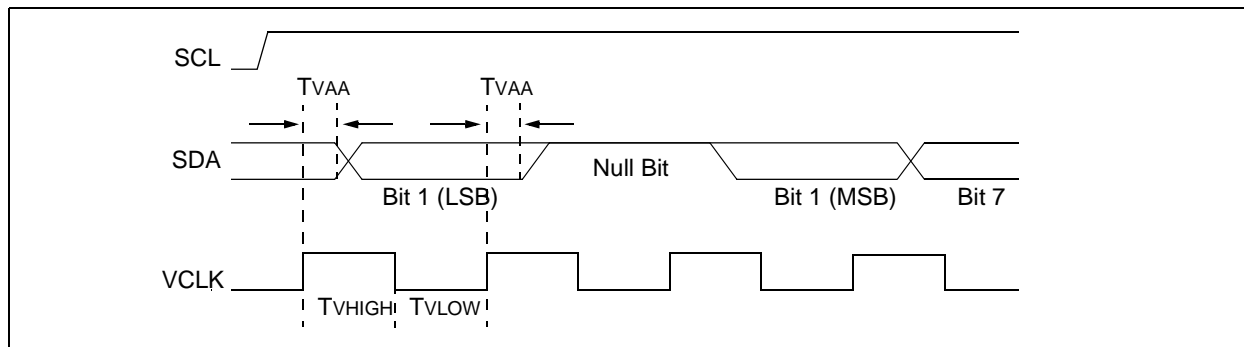 SCL
TVAA TVAA
SDA
Null Bit
Bit 1 (LSB) Bit 1 (MSB) Bit 7
VCLK
TVHIGH TVLOW